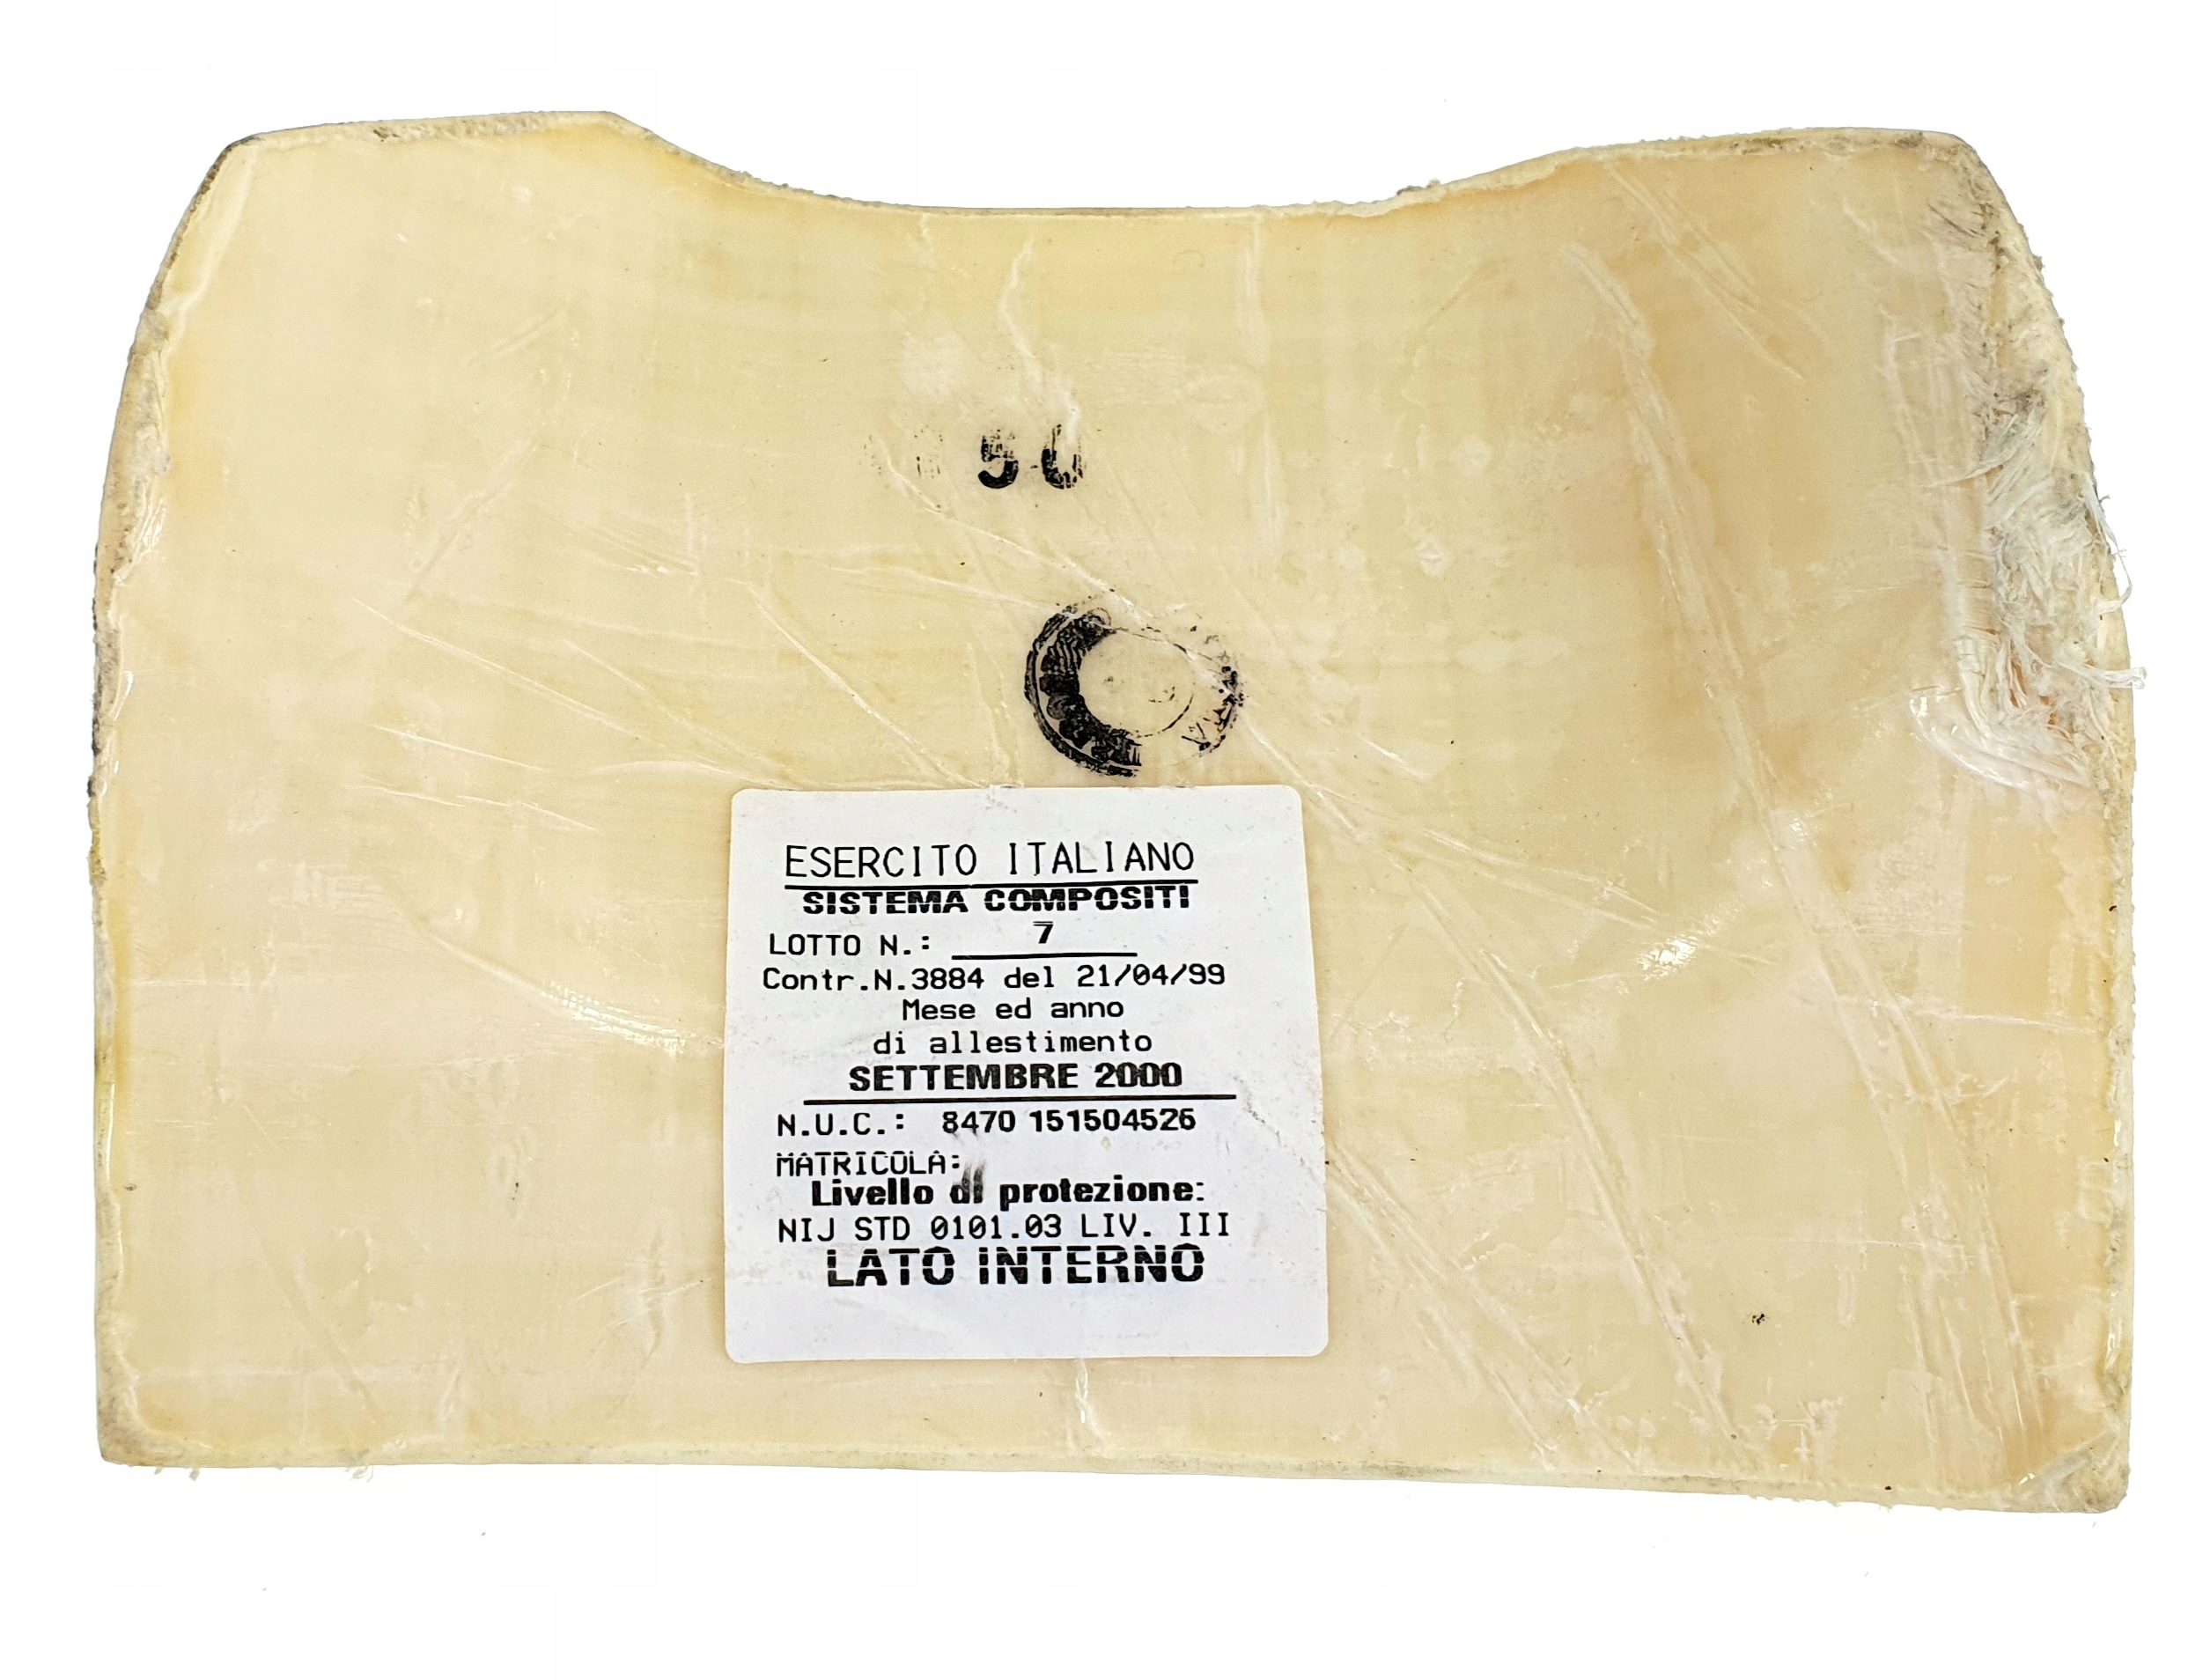 50
ESERCITO ITALIANO
SISTEMA COMPOSITI
LOTTO N.: 7
Contr.N.3884 del 21/04/99
Mese ed anno
di allestimento
SETTEMBRE 2000
N.U.C.: 8470 151504526
MATRICOLA:
Livello di protezione:
NIJ STD 0101.03 LIV. III
LATO INTERNO